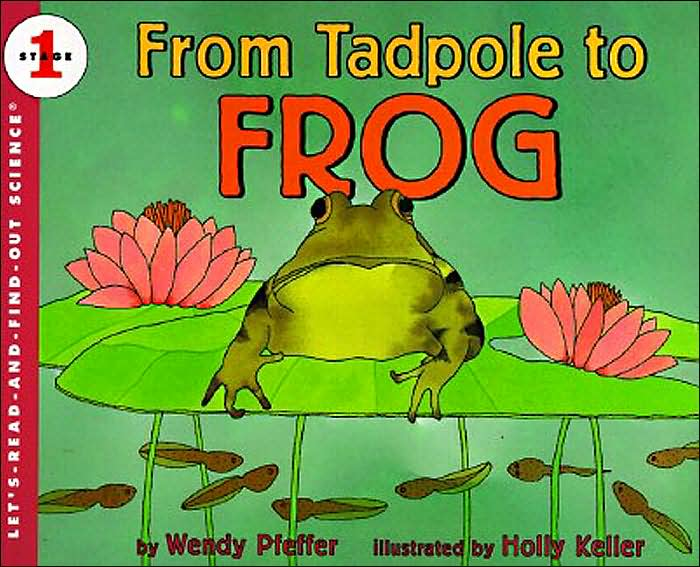 STAGE 1
From Tadpole to
FROG
LET'S-READ-AND-FIND-OUT SCIENCE®
by Wendy Pfeffer illustrated by Holly Keller